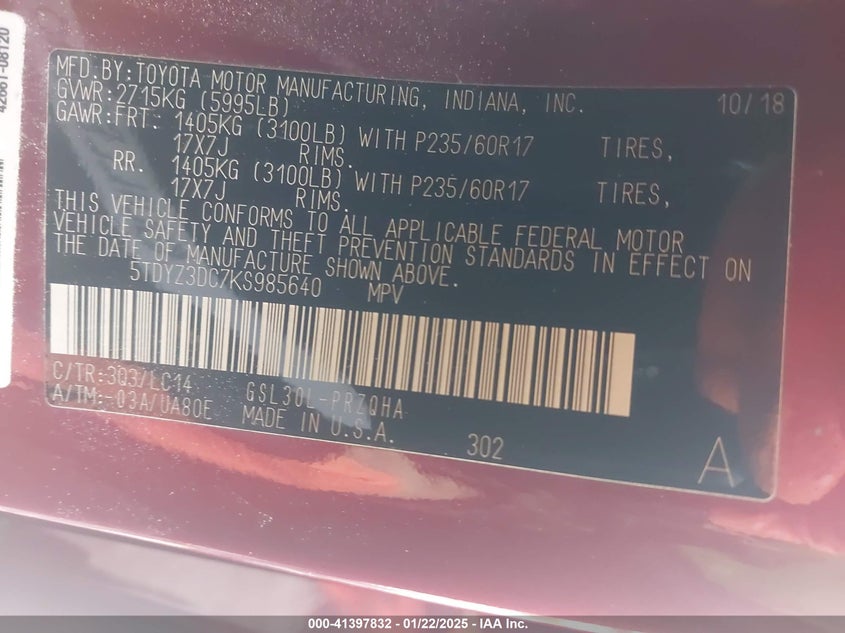 42661-08120
MFD.BY:TOYOTA MOTOR MANUFACTURING, INDIANA, INC. 10/18
GVWR:2715KG (5995LB)
GAWR:FRT. 1405KG (3100LB) WITH P235/60R17 TIRES,
17X7J RIMS.
RR. 1405KG (3100LB) WITH P235/60R17 TIRES,
17X7J RIMS.
THIS VEHICLE CONFORMS TO ALL APPLICABLE FEDERAL MOTOR
VEHICLE SAFETY AND THEFT PREVENTION STANDARDS IN EFFECT ON
THE DATE OF MANUFACTURE SHOWN ABOVE.
5TDYZ3DC7KS985640 MPV
C/TR:3Q3/LC14 GSL30L-PRZQHA
A/TM:-03A/UA80E MADE IN U.S.A. 302 A
000-41397832 - 01/22/2025 - IAA Inc.